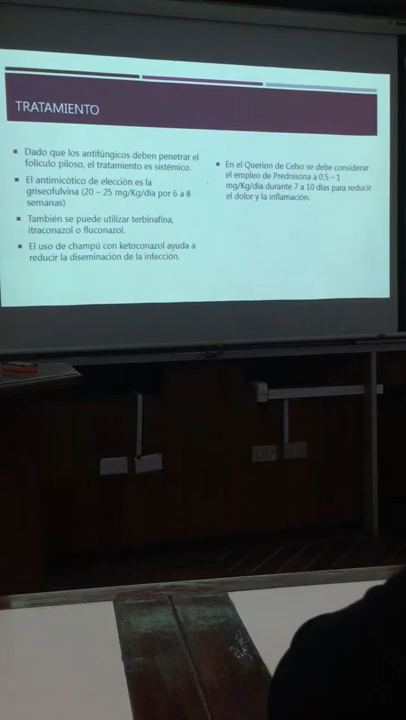 TRATAMIENTO
▪ Dado que los antifúngicos deben penetrar el
folículo piloso, el tratamiento es sistémico.
▪ El antimicótico de elección es la
griseofulvina (20 – 25 mg/Kg/día por 6 a 8
semanas)
▪ También se puede utilizar terbinafina,
itraconazol o fluconazol.
▪ El uso de champú con ketoconazol ayuda a
reducir la diseminación de la infección.
▪ En el Querion de Celso se debe considerar
el empleo de Prednisona a 0.5 – 1
mg/Kg/día durante 7 a 10 días para reducir
el dolor y la inflamación.